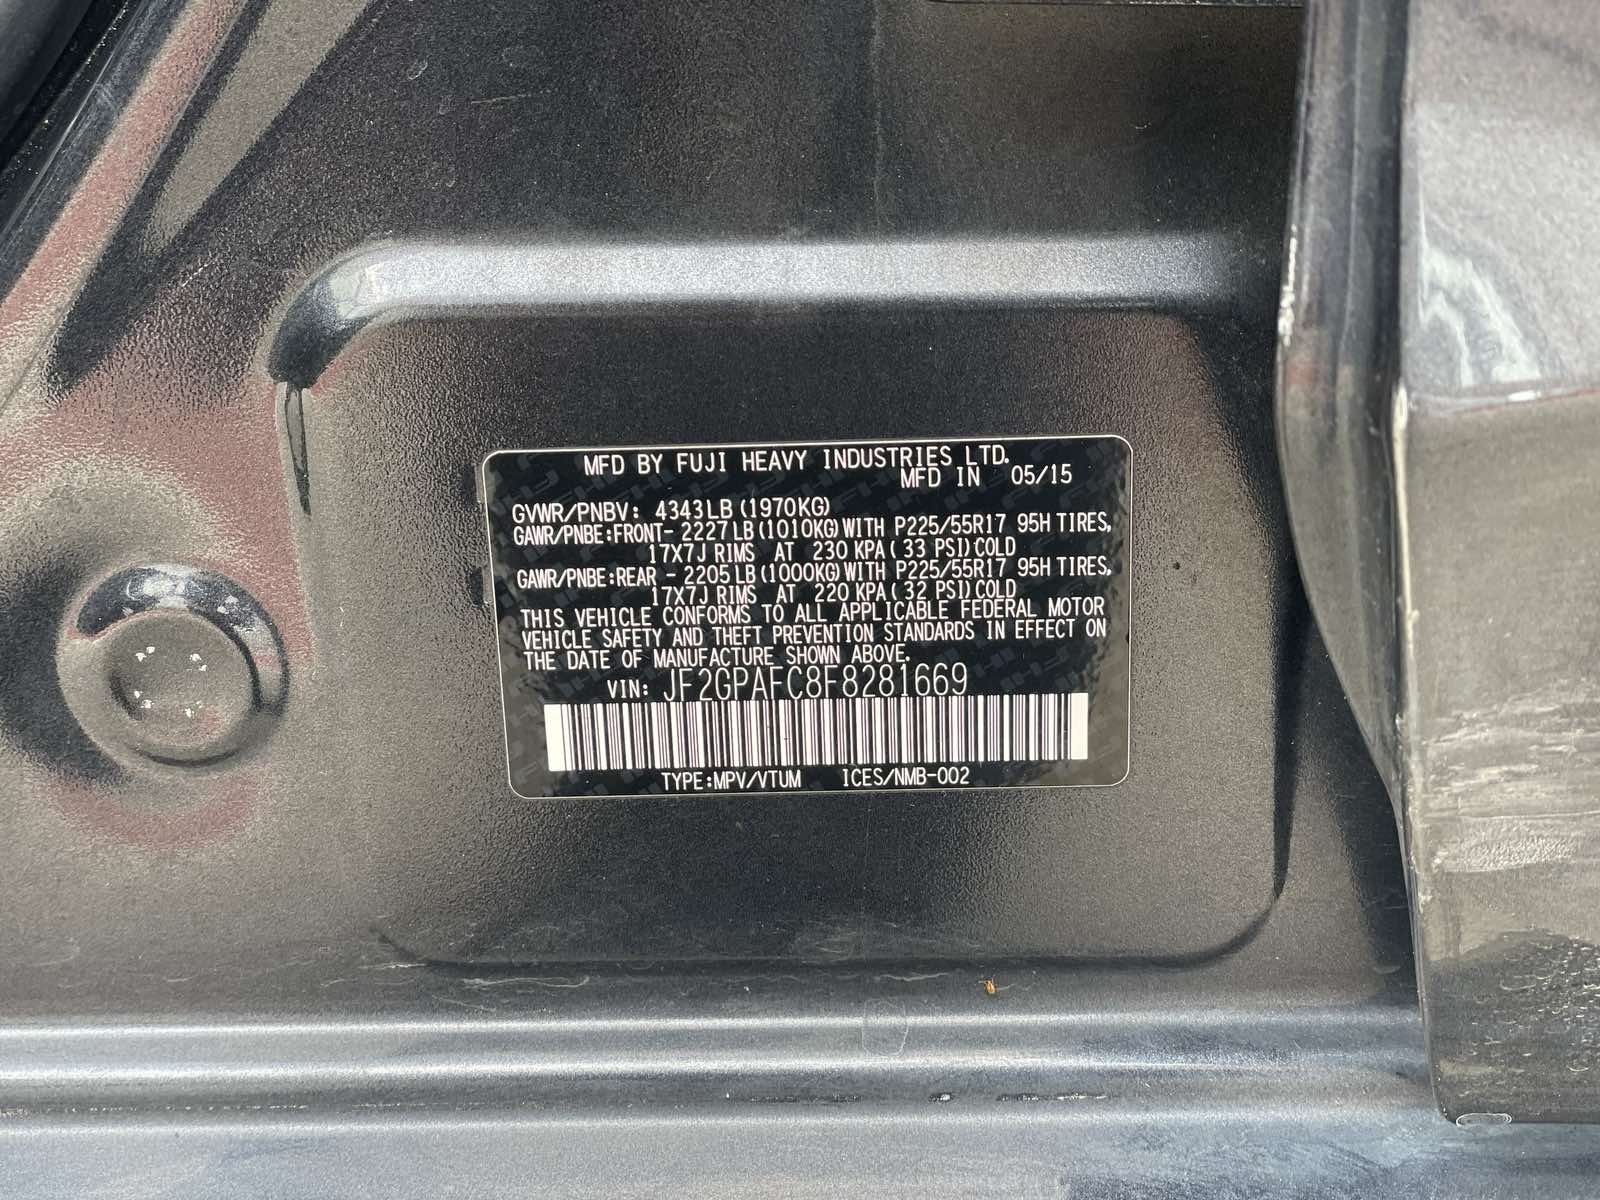 MFD BY FUJI HEAVY INDUSTRIES LTD.
MFD IN 05/15
GVWR/PNBV: 4343LB (1970KG)
GAWR/PNBE:FRONT- 2227LB(1010KG)WITH P225/55R17 95H TIRES,
17X7J RIMS AT 230 KPA( 33 PSI)COLD
GAWR/PNBE:REAR - 2205LB(1000KG)WITH P225/55R17 95H TIRES,
17X7J RIMS AT 220 KPA( 32 PSI)COLD
THIS VEHICLE CONFORMS TO ALL APPLICABLE FEDERAL MOTOR
VEHICLE SAFETY AND THEFT PREVENTION STANDARDS IN EFFECT ON
THE DATE OF MANUFACTURE SHOWN ABOVE.
VIN: JF2GPAFC8F8281669
TYPE:MPV/VTUM ICES/NMB-002